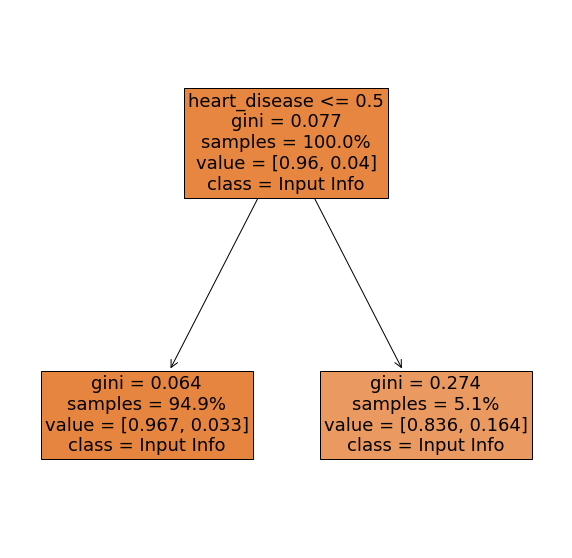 heart_disease <= 0.5
gini = 0.077
samples = 100.0%
value = [0.96, 0.04]
class = Input Info
gini = 0.064
samples = 94.9%
value = [0.967, 0.033]
class = Input Info
gini = 0.274
samples = 5.1%
value = [0.836, 0.164]
class = Input Info